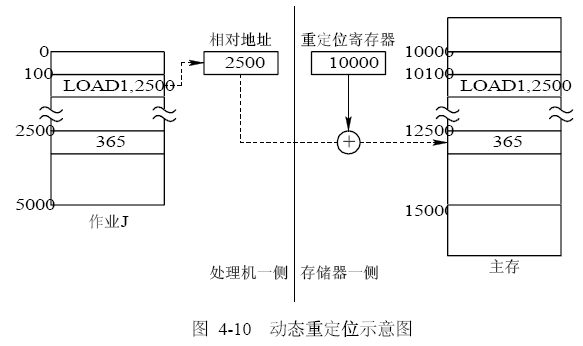 相对地址
重定位寄存器
0
100
LOAD1,2500
2500
10000
10000
10100
LOAD1,2500
2500
365
12500
365
5000
作业J
15000
处理机一侧
存储器一侧
主存
图 4-10 动态重定位示意图